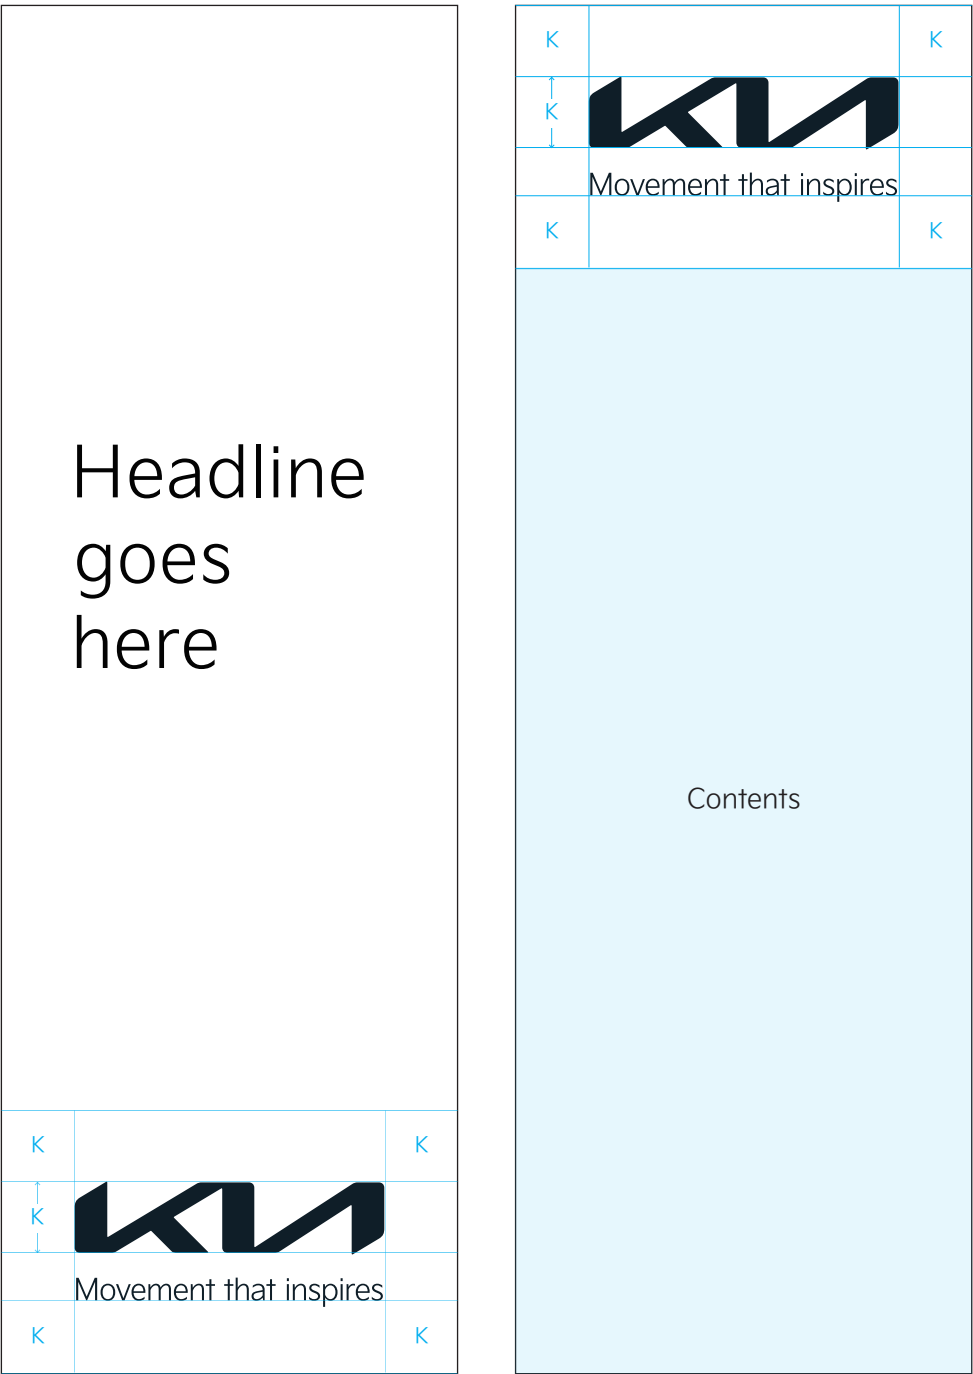 Headline
goes
here
K K
KIA
K
Movement that inspires
K K
K K
KIA
K
Movement that inspires
K K
Contents